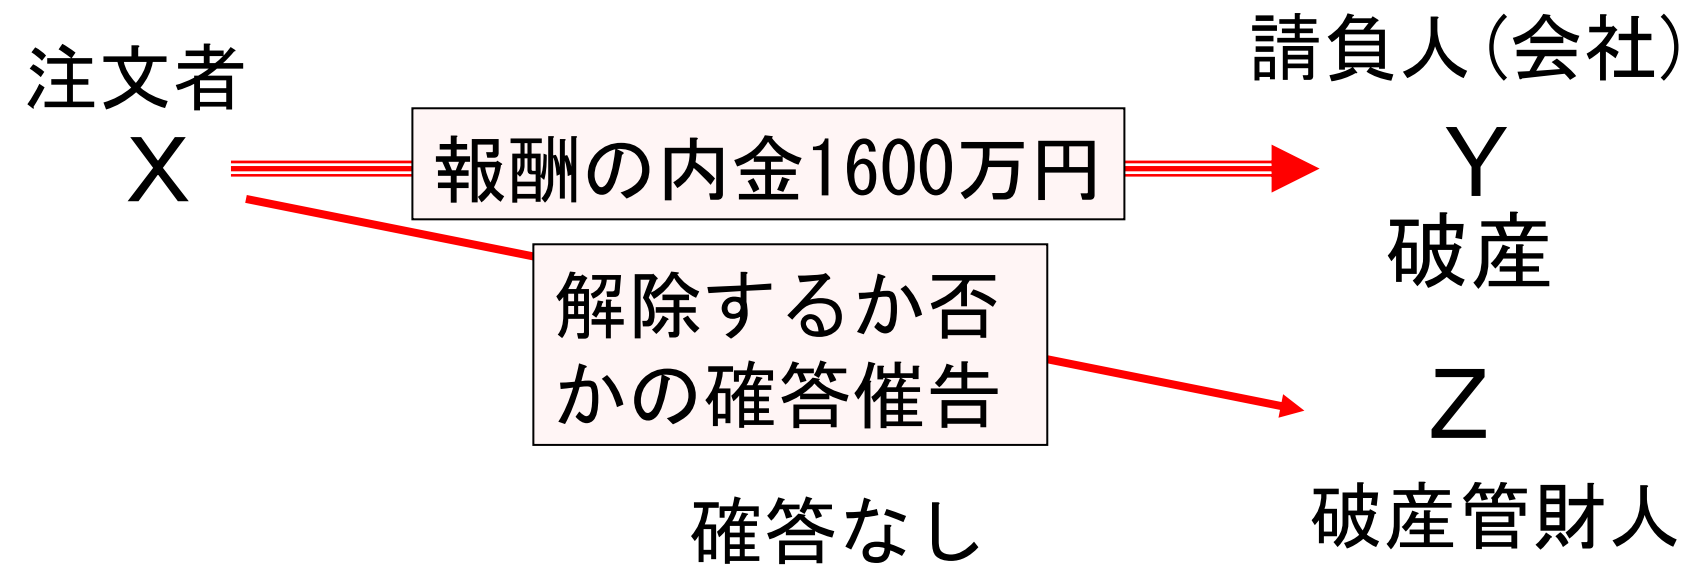 注文者
X
報酬の内金1600万円
請負人(会社)
Y
破産
解除するか否
かの確答催告
Z
破産管財人
確答なし